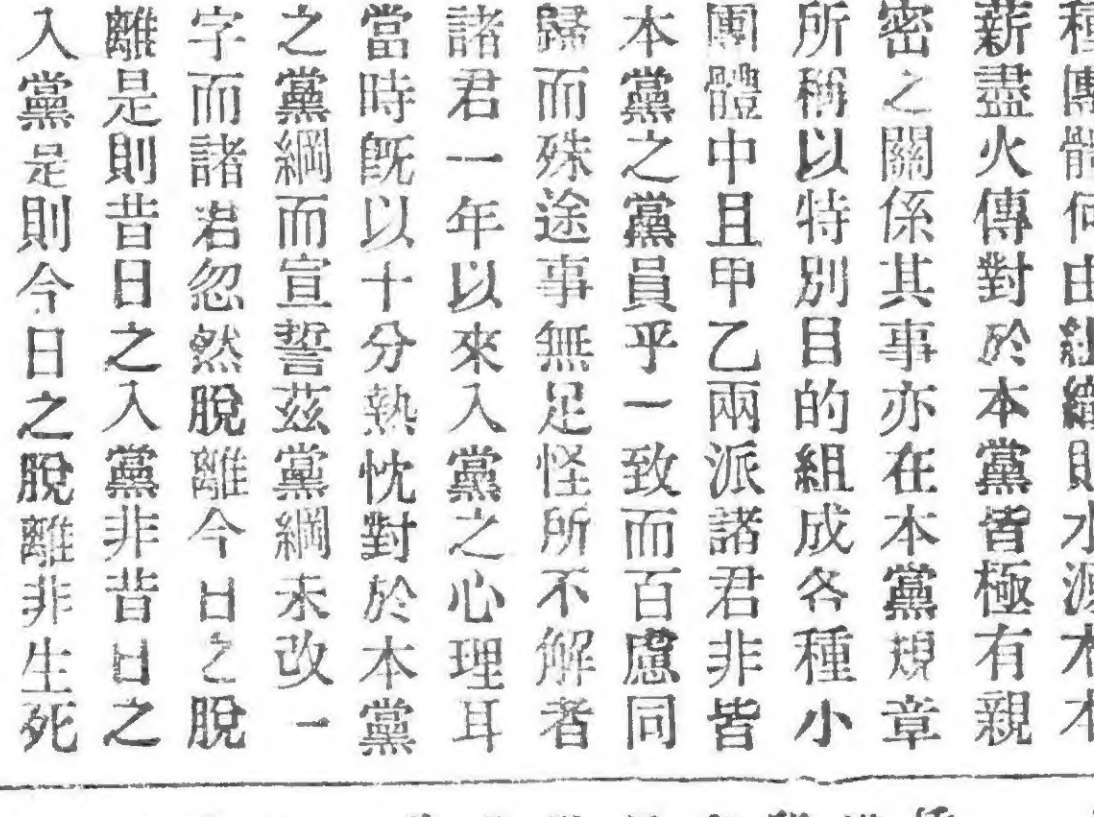 種團體何由組織則水源木本
薪盡火傳對於本黨皆極有親
密之關係其事亦在本黨規章
所稱以特別目的組成各種小
團體中且甲乙兩派諸君非皆
本黨之黨員乎一致而百慮同
歸而殊途事無足怪所不解者
諸君一年以來入黨之心理耳
當時旣以十分熱忱對於本黨
之黨綱而宣誓茲黨綱未改一
字而諸君忽然脫離今日之脫
離是則昔日之入黨非昔日之
入黨是則今日之脫離非生死